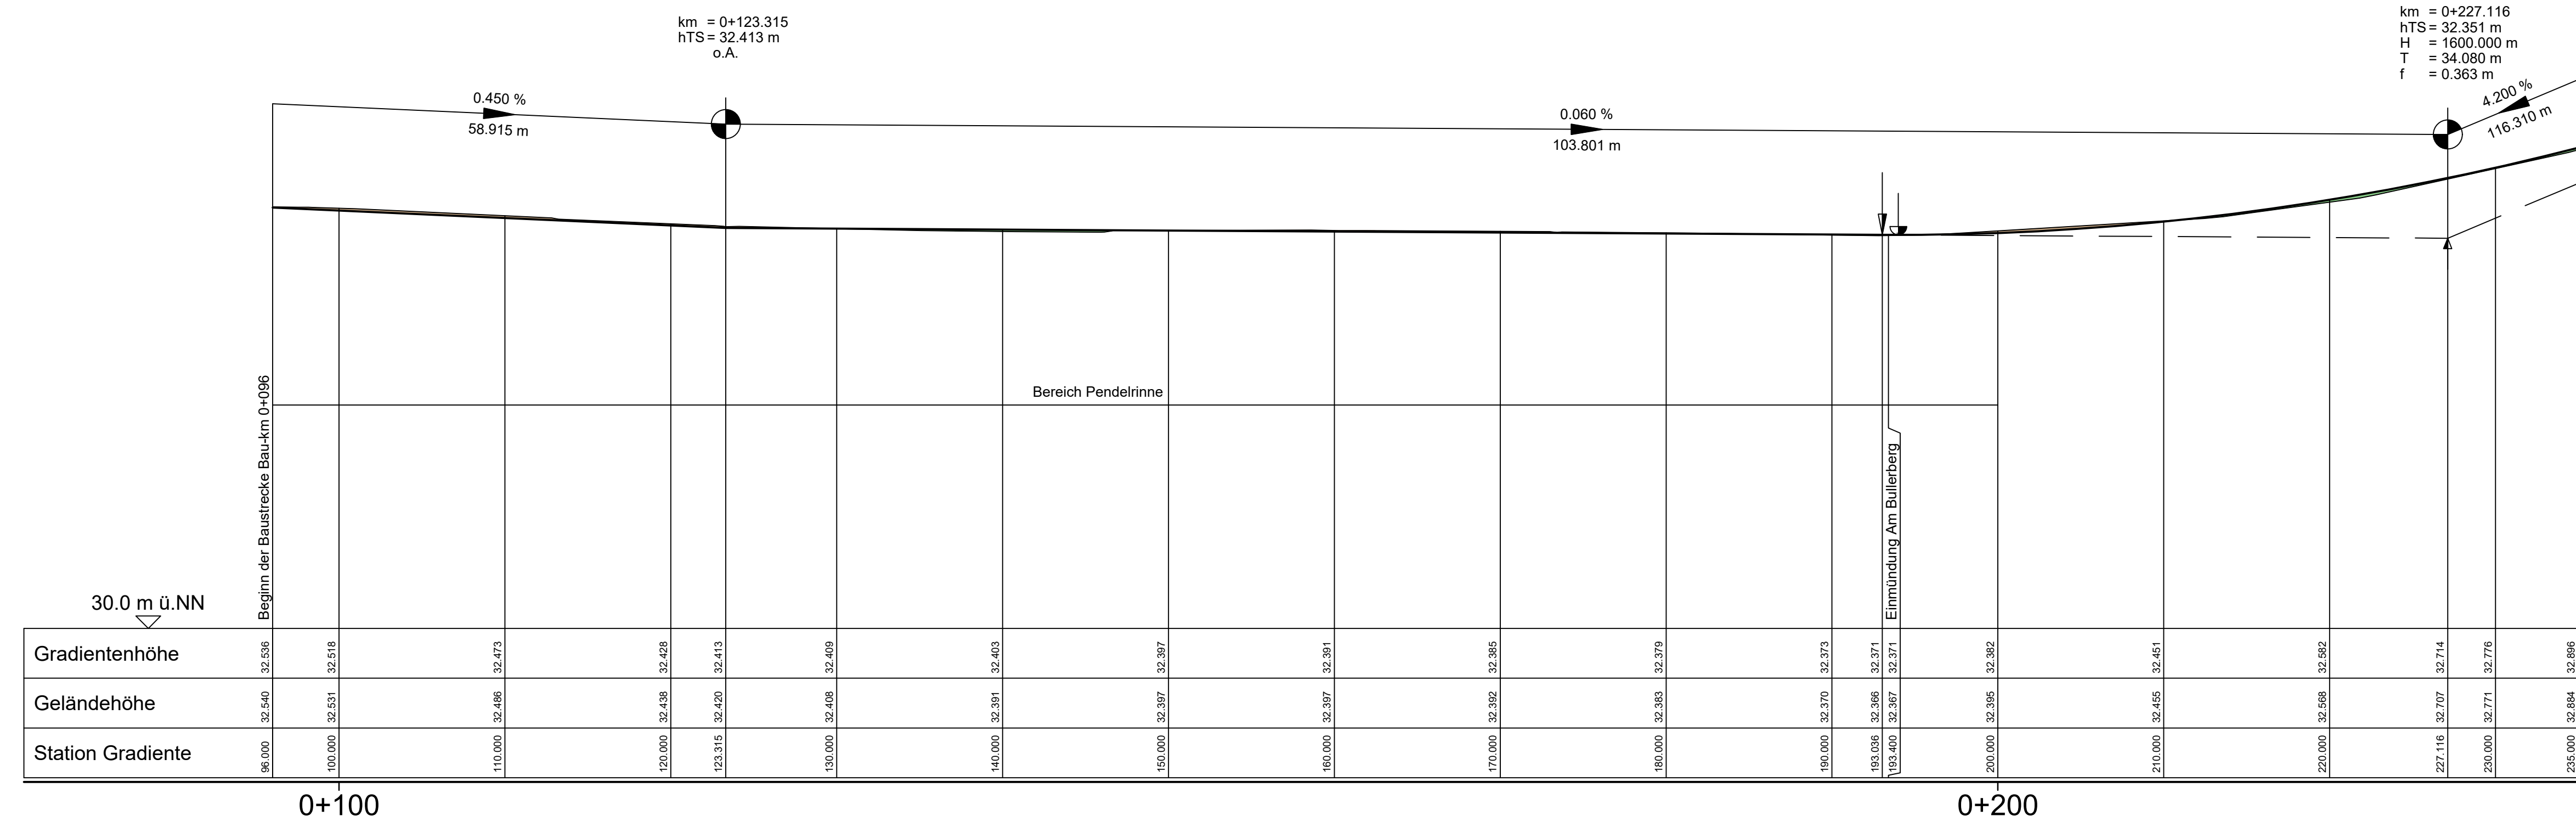 km = 0+123.315
hTS = 32.413 m
o.A.
km = 0+227.116
hTS = 32.351 m
H = 1600.000 m
T = 34.080 m
f = 0.363 m
0.450 %
58.915 m
0.060 %
103.801 m
4.200 %
116.310 m
Bereich Pendelrinne
Beginn der Baustrecke Bau-km 0+096
Einmündung Am Bullerberg
30.0 m ü.NN
Gradientenhöhe 32.536 32.518 32.473 32.428 32.413 32.409 32.403 32.397 32.391 32.385 32.379 32.373 32.371 32.371 32.382 32.451 32.582 32.714 32.776 32.896
Geländehöhe 32.540 32.531 32.486 32.438 32.420 32.408 32.391 32.397 32.397 32.392 32.383 32.370 32.366 32.367 32.395 32.455 32.568 32.707 32.771 32.884
Station Gradiente 96.000 100.000 110.000 120.000 123.315 130.000 140.000 150.000 160.000 170.000 180.000 190.000 193.036 193.400 200.000 210.000 220.000 227.116 230.000 235.000
0+100 0+200